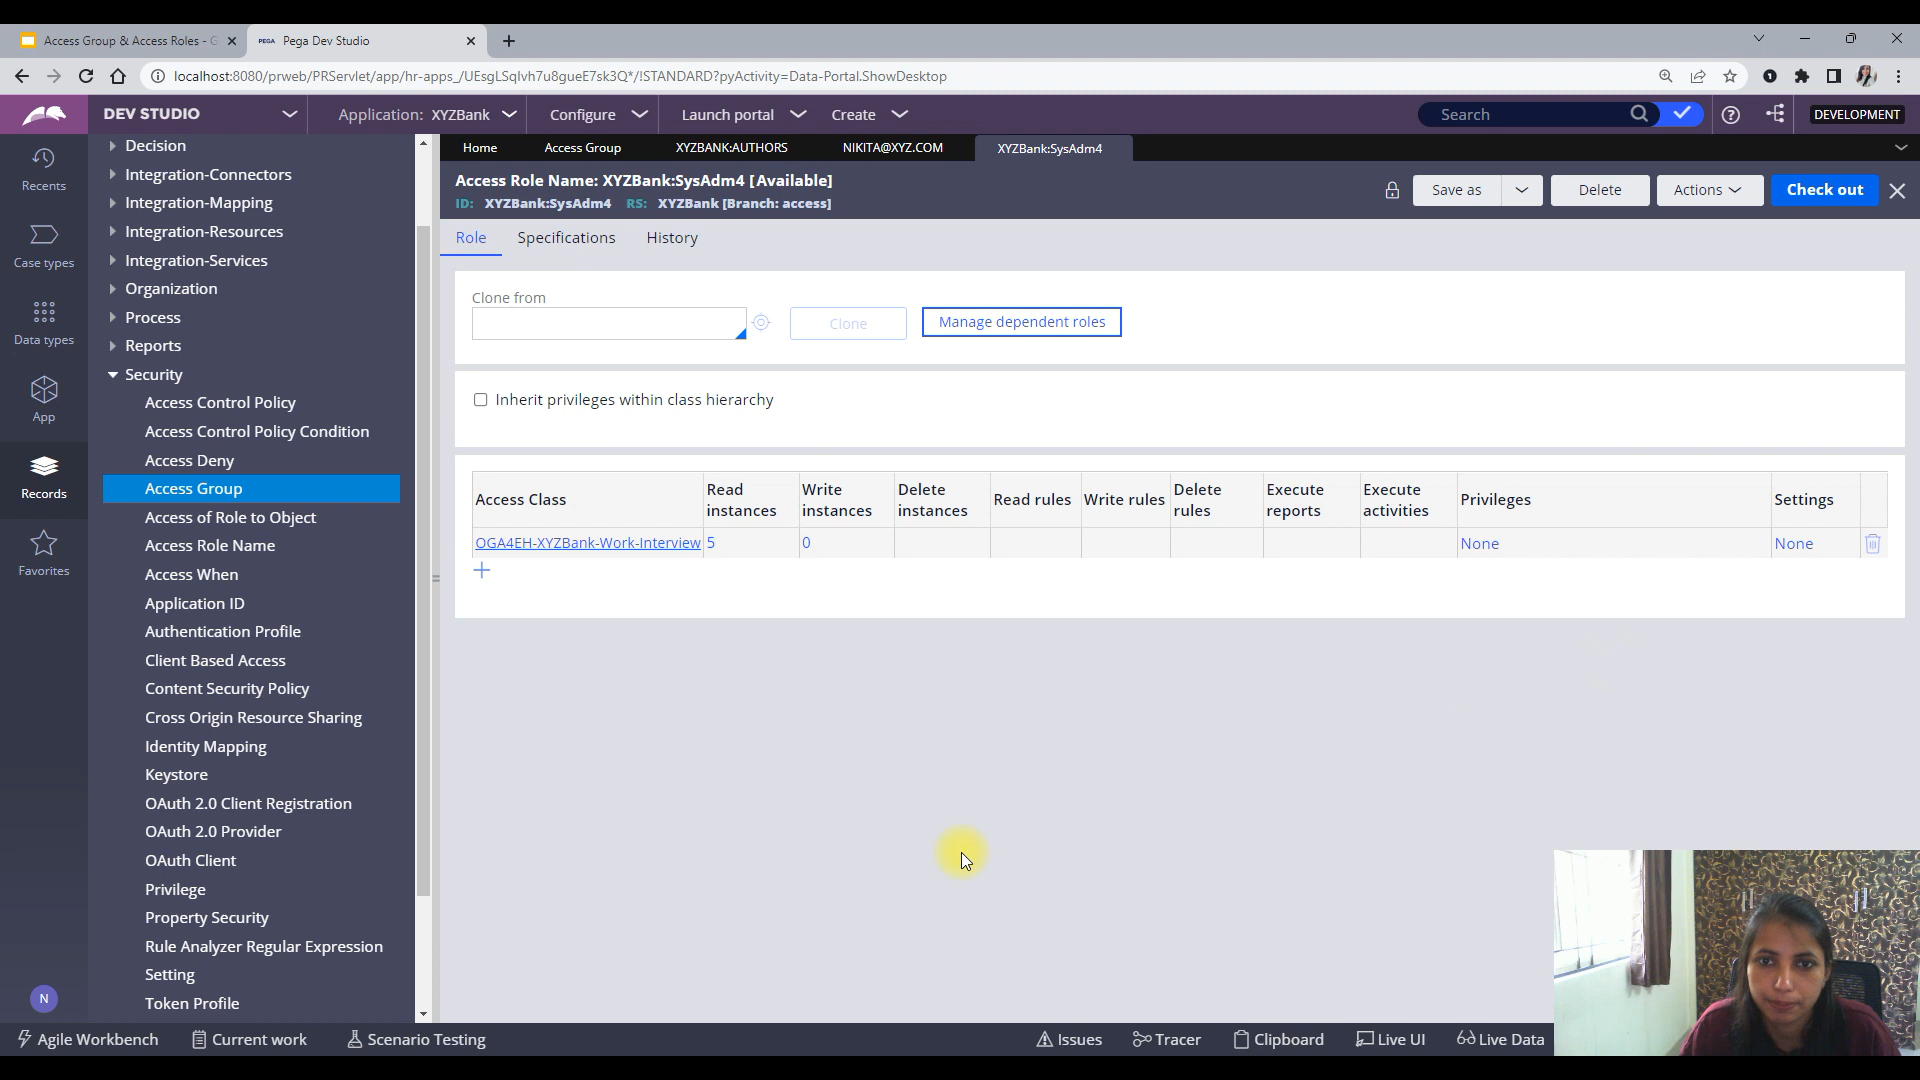 Access Group & Access Roles - G
PEGA Pega Dev Studio
localhost:8080/prweb/PRServlet/app/hr-apps_/UEsgLSqIvh7u8gueE7sk3Q*/!STANDARD?pyActivity=Data-Portal.ShowDesktop
DEV STUDIO
Application: XYZBank
Configure
Launch portal
Create
Search
DEVELOPMENT
Recents
Case types
Data types
App
Records
Favorites
N
Decision
Integration-Connectors
Integration-Mapping
Integration-Resources
Integration-Services
Organization
Process
Reports
Security
Access Control Policy
Access Control Policy Condition
Access Deny
Access Group
Access of Role to Object
Access Role Name
Access When
Application ID
Authentication Profile
Client Based Access
Content Security Policy
Cross Origin Resource Sharing
Identity Mapping
Keystore
OAuth 2.0 Client Registration
OAuth 2.0 Provider
OAuth Client
Privilege
Property Security
Rule Analyzer Regular Expression
Setting
Token Profile
Home
Access Group
XYZBANK:AUTHORS
NIKITA@XYZ.COM
XYZBank:SysAdm4
Access Role Name: XYZBank:SysAdm4 [Available]
ID: XYZBank:SysAdm4 RS: XYZBank [Branch: access]
Save as
Delete
Actions
Check out
Role
Specifications
History
Clone from
Clone
Manage dependent roles
Inherit privileges within class hierarchy
Access Class
Read instances
Write instances
Delete instances
Read rules
Write rules
Delete rules
Execute reports
Execute activities
Privileges
Settings
OGA4EH-XYZBank-Work-Interview 5 0 None None
Agile Workbench
Current work
Scenario Testing
Issues
Tracer
Clipboard
Live UI
Live Data